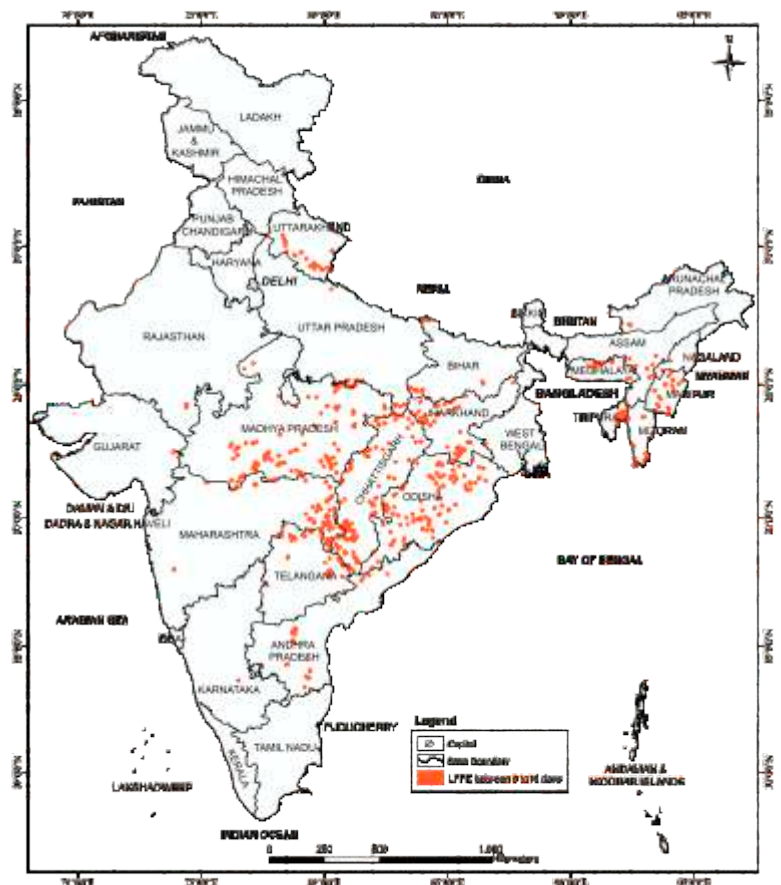 AFGHANISTAN
N
LADAKH
JAMMU
&
KASHMIR
HIMACHAL
PRADESH
CHINA
PAKISTAN
PUNJAB
CHANDIGARH
UTTARAKHAND
HARYANA
DELHI
NEPAL
ARUNACHAL
PRADESH
SIKKIM
BHUTAN
RAJASTHAN
UTTAR PRADESH
ASSAM
NAGALAND
BIHAR
MEGHALAYA
MYANMAR
BANGLADESH
MANIPUR
JHARKHAND
TRIPURA
MIZORAM
MADHYA PRADESH
GUJARAT
WEST
BENGAL
CHHATTISGARH
ODISHA
DAMAN & DIU
DADRA & NAGAR HAVELI
MAHARASHTRA
BAY OF BENGAL
TELANGANA
ARABIAN SEA
GOA
ANDHRA
PRADESH
KARNATAKA
PUDUCHERRY
Legend
Capital
State Boundary
TAMIL NADU
KERALA
LAKSHADWEEP
ANDAMAN &
NICOBAR ISLANDS
INDIAN OCEAN
0 250 500 1,000
Kilometers